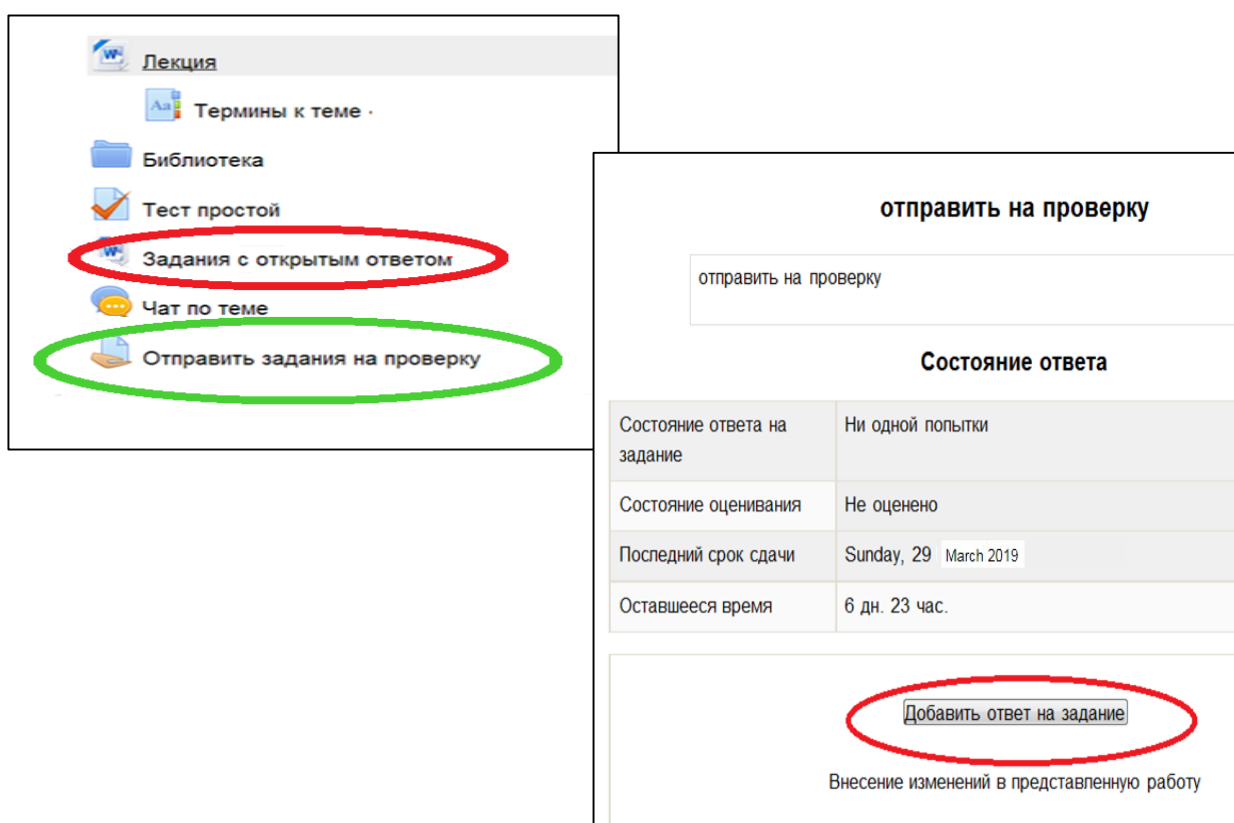 Лекция
Термины к теме
Библиотека
Тест простой
Задания с открытым ответом
Чат по теме
Отправить задания на проверку
отправить на проверку
отправить на проверку
Состояние ответа
Состояние ответа на
задание
Ни одной попытки
Состояние оценивания
Не оценено
Последний срок сдачи
Sunday, 29 March 2019
Оставшееся время
6 дн. 23 час.
Добавить ответ на задание
Внесение изменений в представленную работу